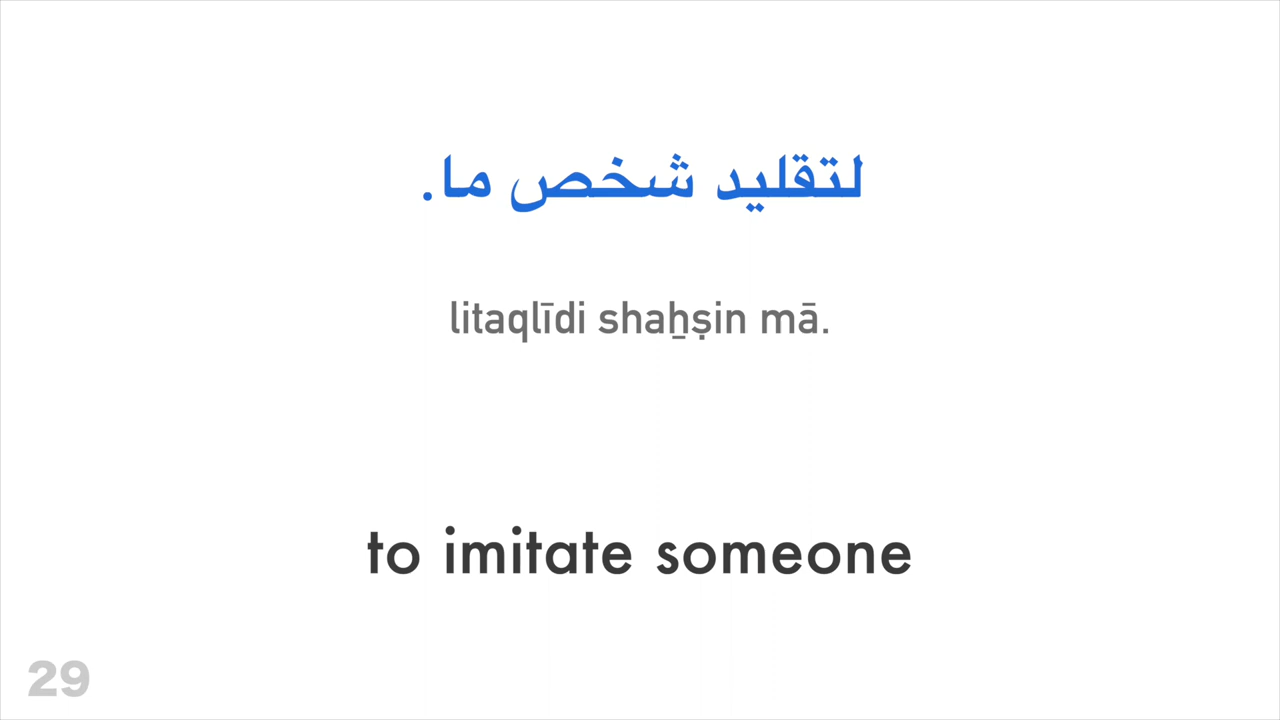 لتقليد شخص ما.
litaqlīdi shaẖṣin mā.
to imitate someone
29